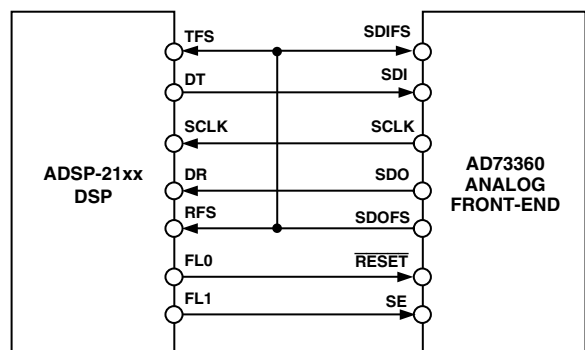 TFS SDIFS
DT SDI
SCLK SCLK
ADSP-21xx
DSP
DR SDO
AD73360
ANALOG
FRONT-END
RFS SDOFS
FL0 RESET
FL1 SE